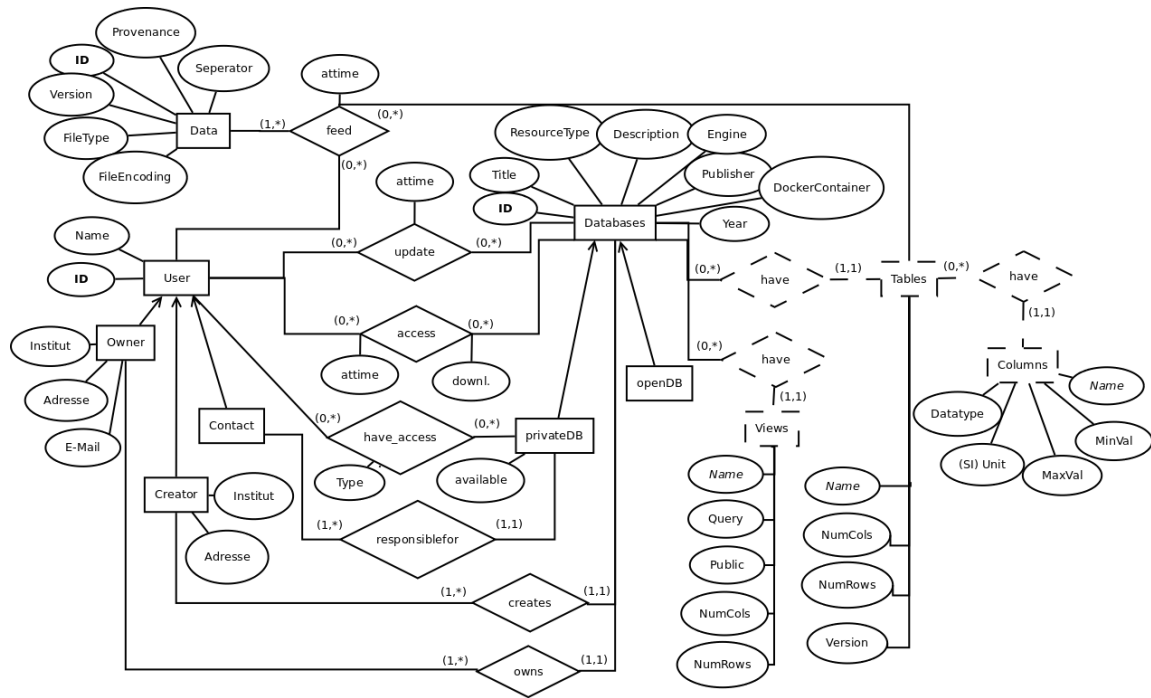 Provenance
ID
Seperator
Version
FileType
FileEncoding
Data
(1,*)
feed
attime
(0,*)
(0,*)
ResourceType
Description
Engine
Title
Publisher
DockerContainer
ID
Databases
Year
attime
Name
ID
User
(0,*)
update
(0,*)
(0,*)
have
(1,1)
Tables
(0,*)
have
(1,1)
(0,*)
access
(0,*)
attime
downl.
Institut
Owner
Adresse
E-Mail
(0,*)
have
(1,1)
openDB
Columns
Name
Datatype
(SI) Unit
MaxVal
MinVal
Contact
(0,*)
have_access
(0,*)
privateDB
Type
available
Views
Name
Query
Public
NumCols
NumRows
Name
NumCols
NumRows
Version
Creator
Institut
Adresse
(1,*)
responsiblefor
(1,1)
(1,*)
creates
(1,1)
(1,*)
owns
(1,1)